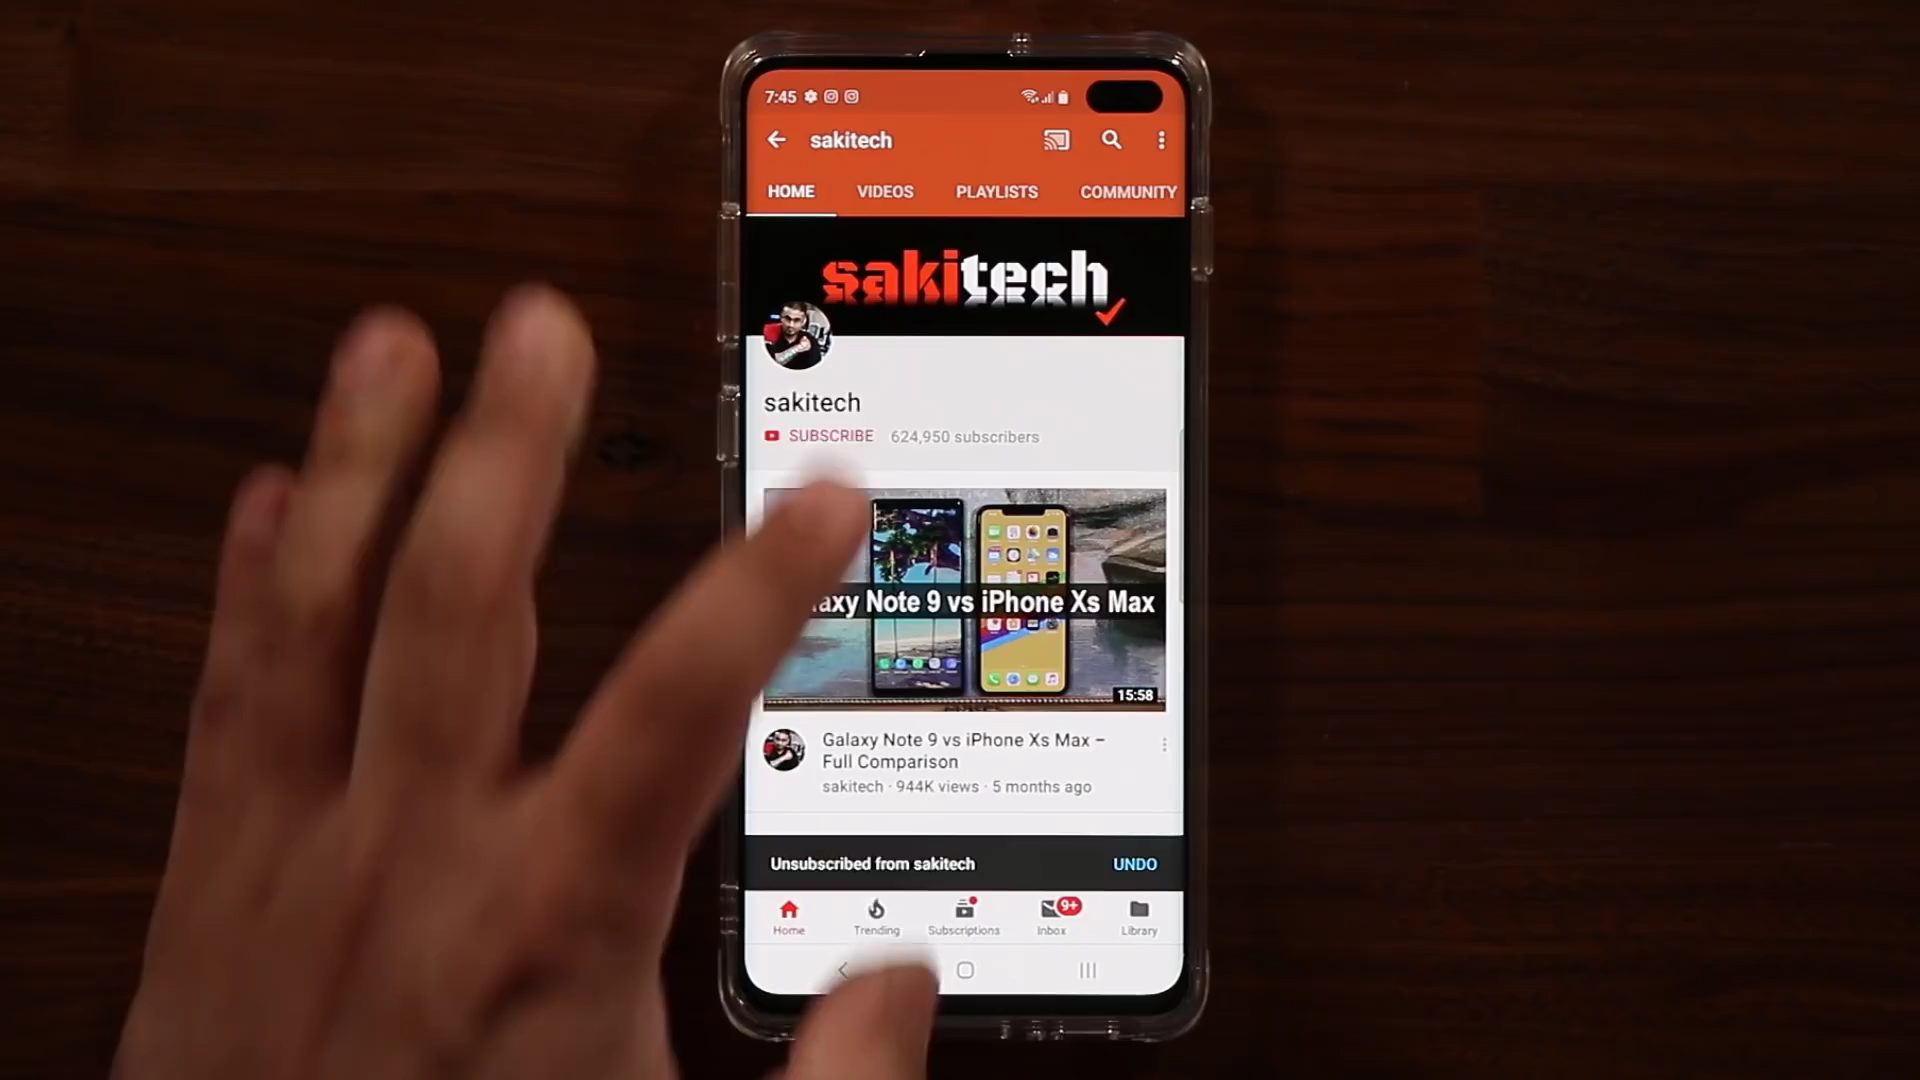 7:45
sakitech
HOME VIDEOS PLAYLISTS COMMUNITY
sakitech
sakitech
SUBSCRIBE 624,950 subscribers
Note 9 vs iPhone Xs Max
15:58
Galaxy Note 9 vs iPhone Xs Max –
Full Comparison
sakitech · 944K views · 5 months ago
Unsubscribed from sakitech UNDO
9+
Home Trending Subscriptions Inbox Library